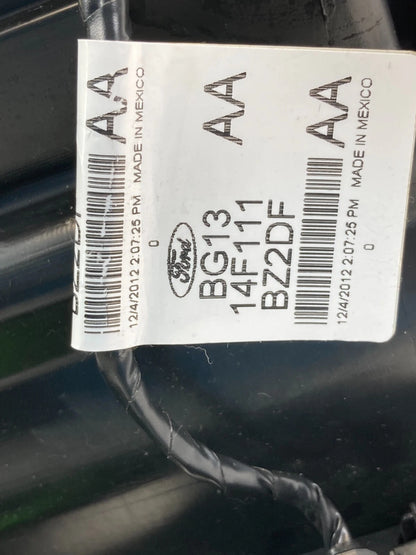 BZ2DF
AA
12/4/2012 2:07:25 PM MADE IN MEXICO
0
Ford
AA
BG13
14F111
BZ2DF
AA
12/4/2012 2:07:25 PM MADE IN MEXICO
0